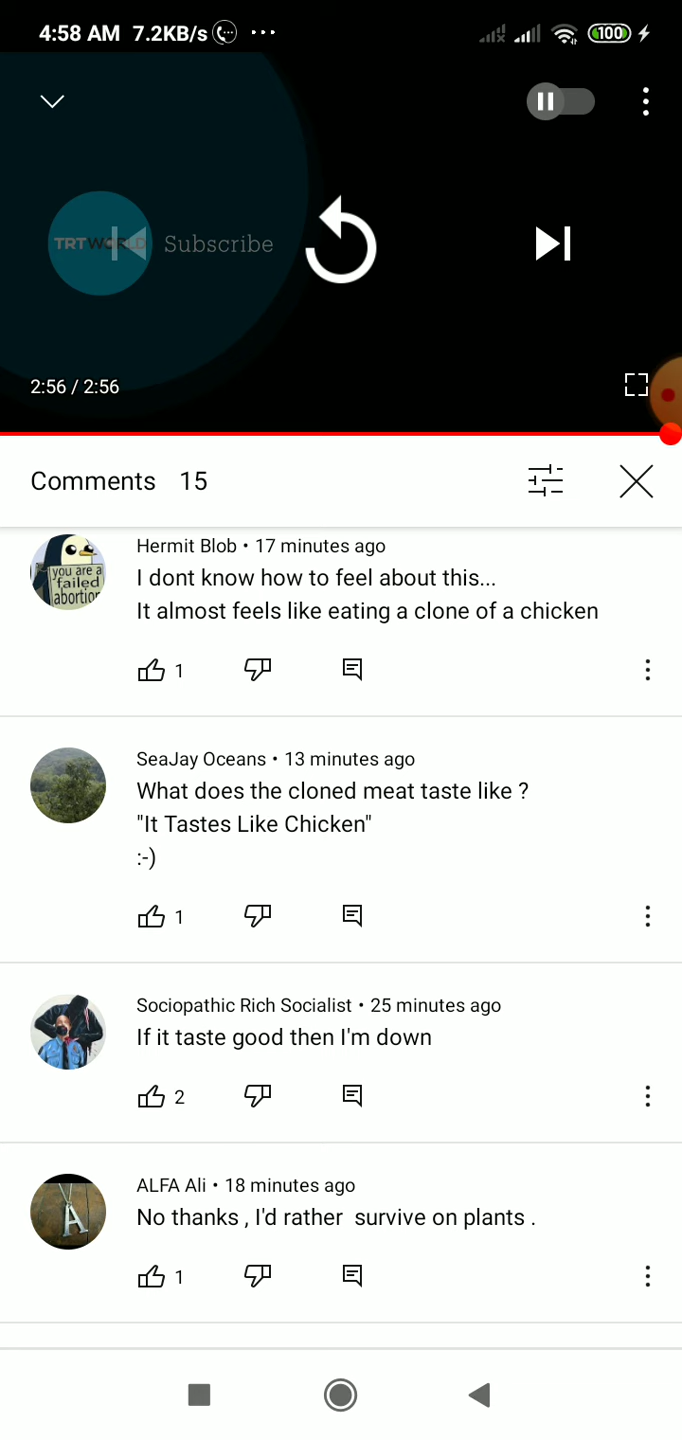 4:58 AM 7.2KB/s
100
TRT WORLD Subscribe
2:56 / 2:56
Comments 15
Hermit Blob • 17 minutes ago
you are a
failed
abortion
I dont know how to feel about this...
It almost feels like eating a clone of a chicken
1
SeaJay Oceans • 13 minutes ago
What does the cloned meat taste like ?
"It Tastes Like Chicken"
:-)
1
Sociopathic Rich Socialist • 25 minutes ago
If it taste good then I'm down
2
ALFA Ali • 18 minutes ago
A
No thanks , I'd rather  survive on plants .
1